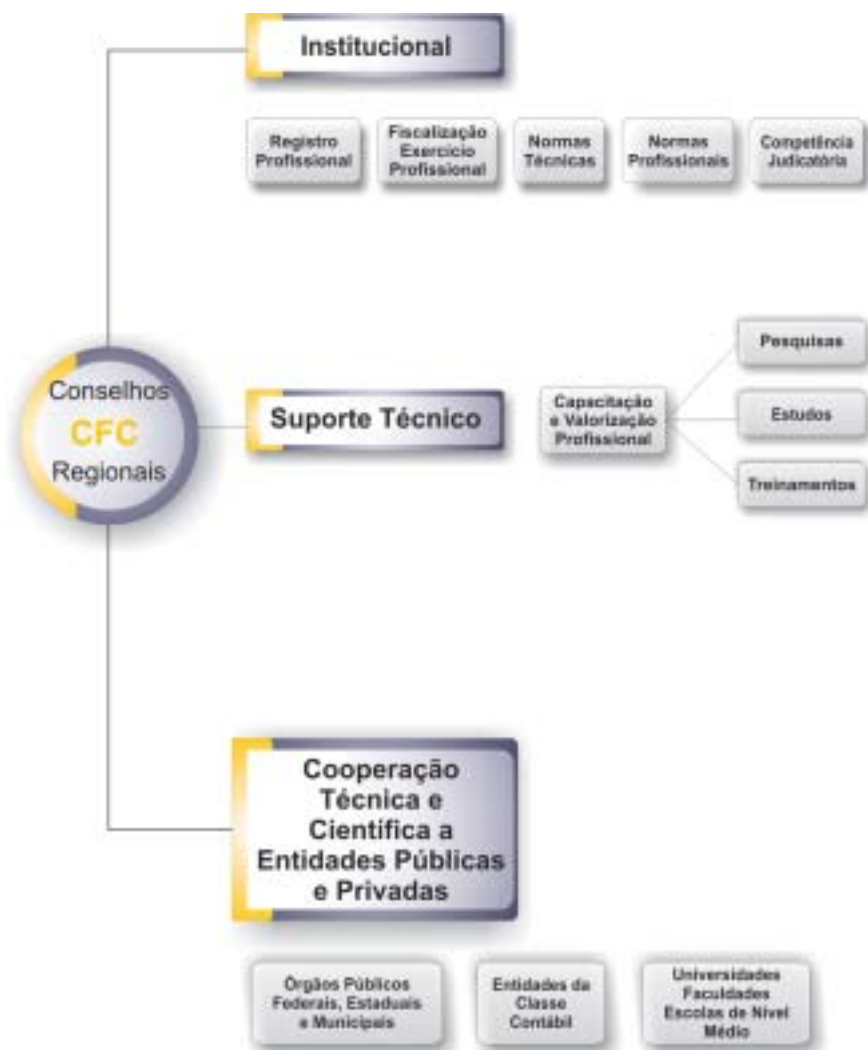 Institucional
Registro
Profissional
Fiscalização
Exercício
Profissional
Normas
Técnicas
Normas
Profissionais
Competência
Judicatória
Conselhos
CFC
Regionais
Suporte Técnico
Capacitação
e Valorização
Profissional
Pesquisas
Estudos
Treinamentos
Cooperação
Técnica e
Científica a
Entidades Públicas
e Privadas
Órgãos Públicos
Federais, Estaduais
e Municipais
Entidades da
Classe
Contábil
Universidades
Faculdades
Escolas de Nível
Médio